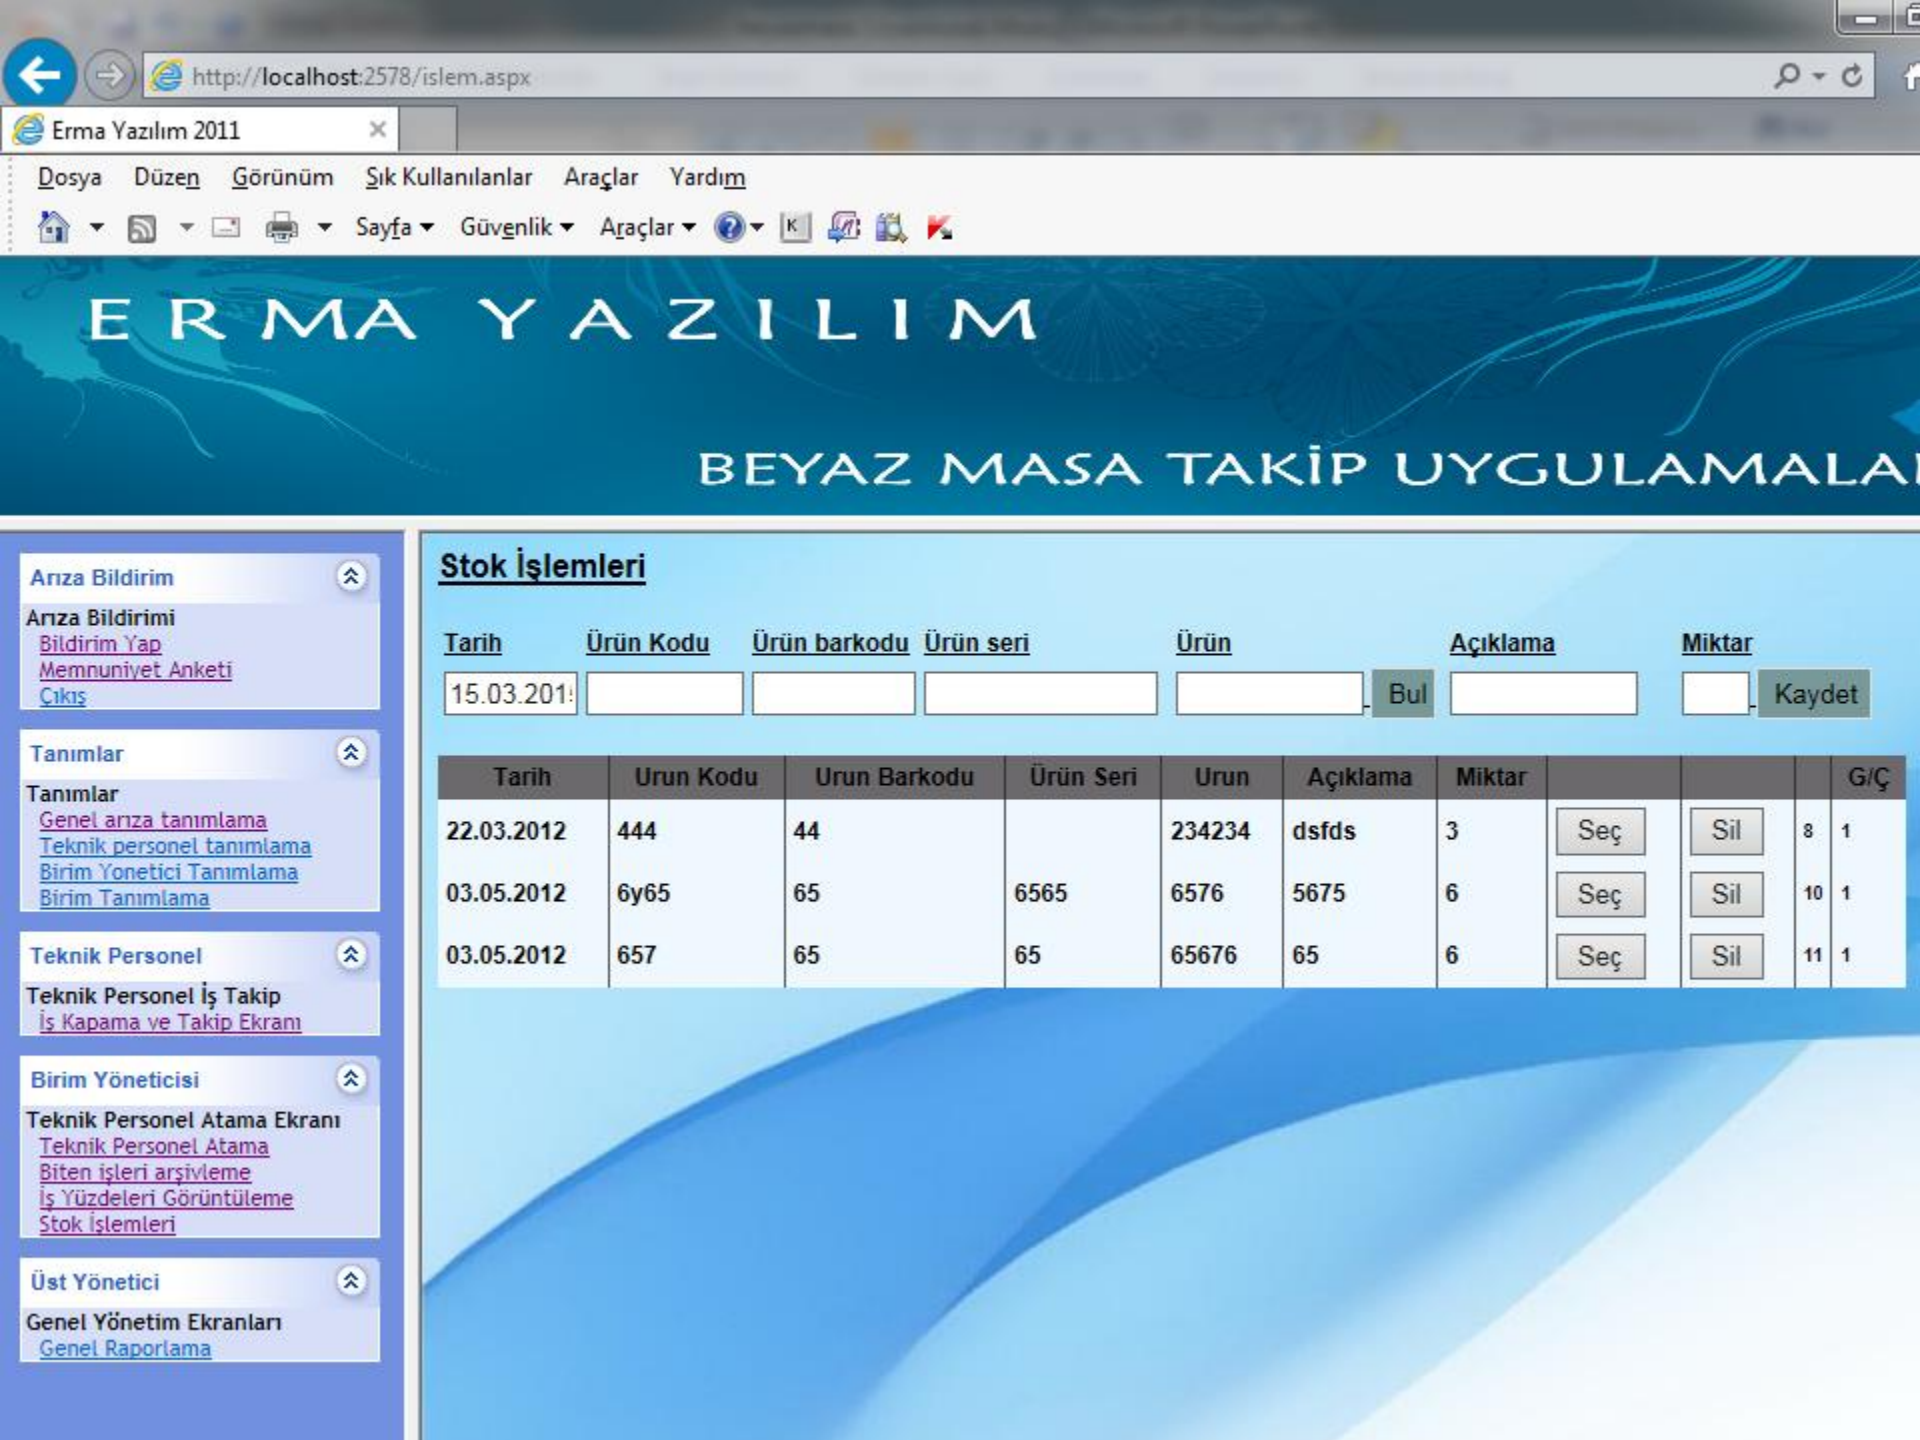 http://localhost:2578/islem.aspx
Erma Yazılım 2011
Dosya Düzen Görünüm Sık Kullanılanlar Araçlar Yardım
Sayfa Güvenlik Araçlar
ERMA YAZILIM
BEYAZ MASA TAKİP UYGULAMALA
Arıza Bildirim
Arıza Bildirimi
Bildirim Yap
Memnuniyet Anketi
Çıkış
Tanımlar
Tanımlar
Genel arıza tanımlama
Teknik personel tanımlama
Birim Yonetici Tanımlama
Birim Tanımlama
Teknik Personel
Teknik Personel İş Takip
İş Kapama ve Takip Ekranı
Birim Yöneticisi
Teknik Personel Atama Ekranı
Teknik Personel Atama
Biten işleri arşivleme
İş Yüzdeleri Görüntüleme
Stok İşlemleri
Üst Yönetici
Genel Yönetim Ekranları
Genel Raporlama
Stok İşlemleri
Tarih Ürün Kodu Ürün barkodu Ürün seri Ürün Açıklama Miktar
15.03.201 Bul Kaydet
Tarih Urun Kodu Urun Barkodu Ürün Seri Urun Açıklama Miktar G/Ç
22.03.2012 444 44 234234 dsfds 3 Seç Sil 8 1
03.05.2012 6y65 65 6565 6576 5675 6 Seç Sil 10 1
03.05.2012 657 65 65 65676 65 6 Seç Sil 11 1